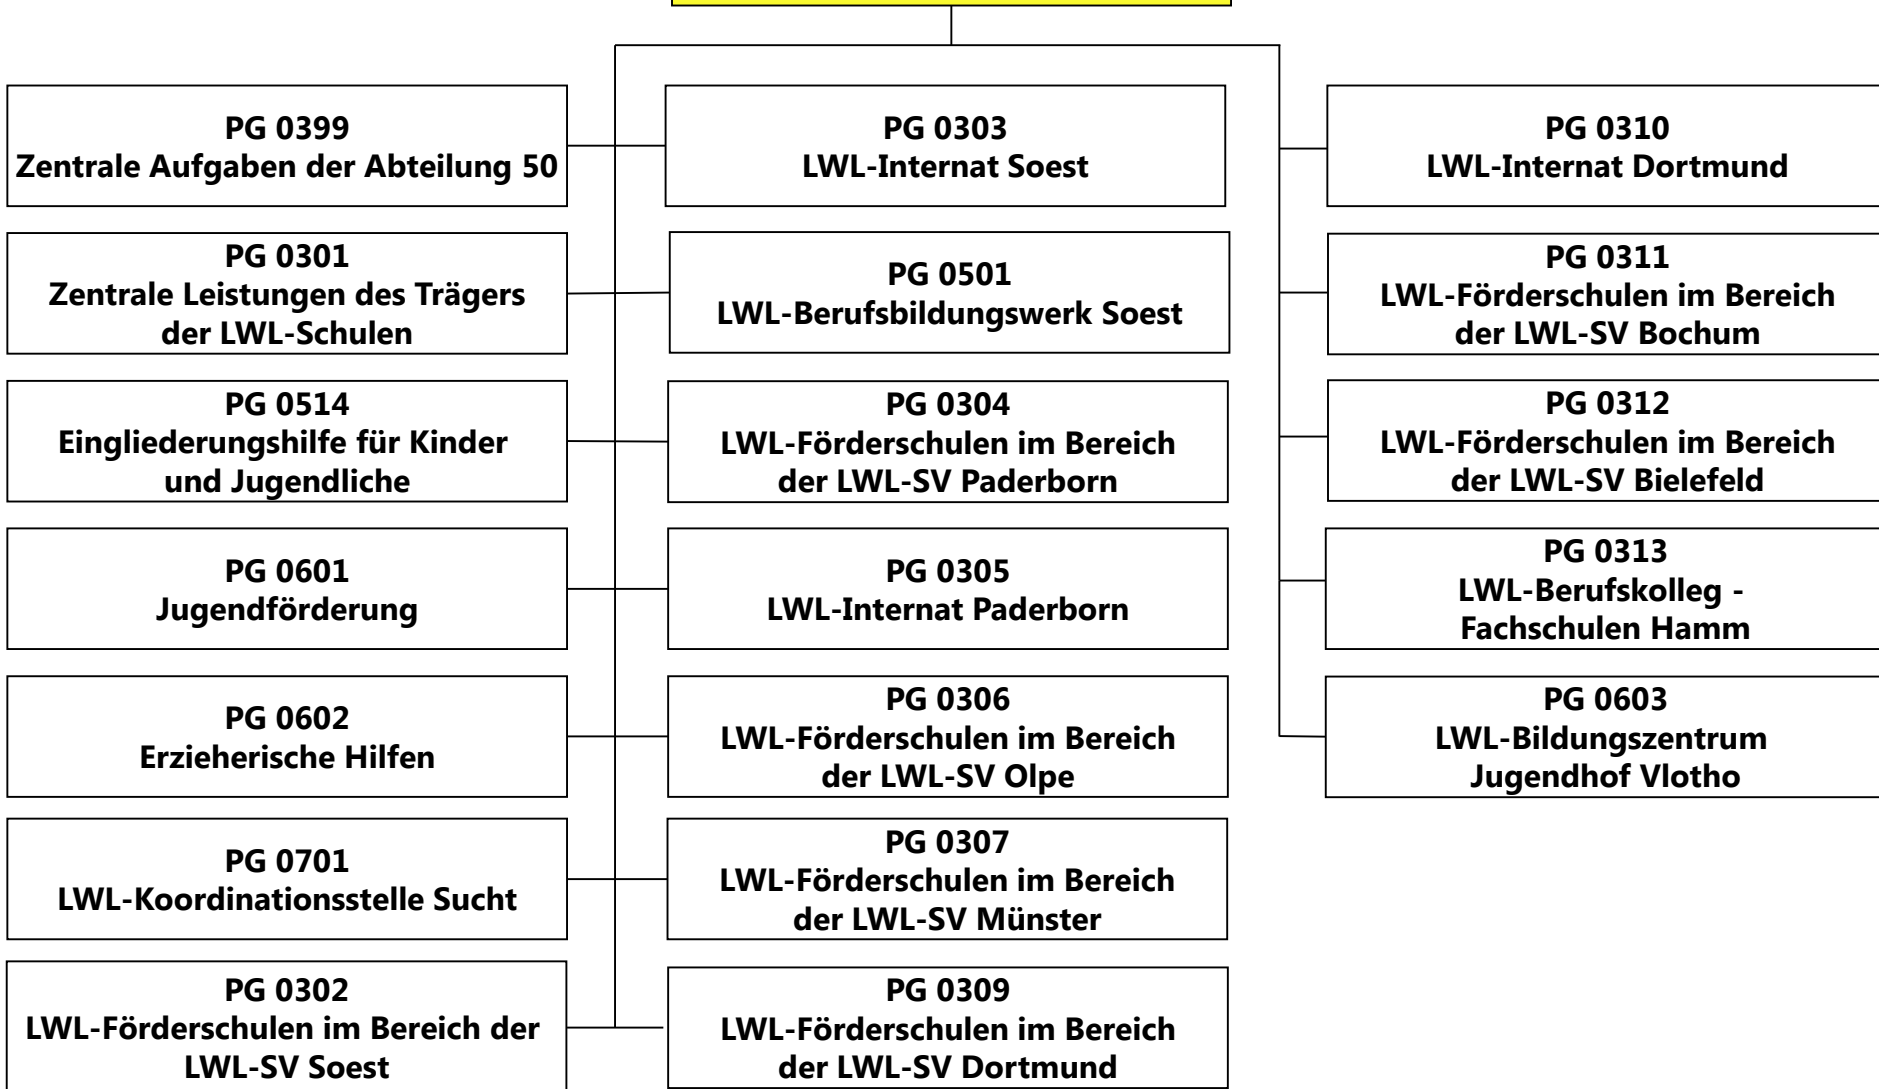 PG 0399
Zentrale Aufgaben der Abteilung 50
PG 0301
Zentrale Leistungen des Trägers
der LWL-Schulen
PG 0514
Eingliederungshilfe für Kinder
und Jugendliche
PG 0601
Jugendförderung
PG 0602
Erzieherische Hilfen
PG 0701
LWL-Koordinationsstelle Sucht
PG 0302
LWL-Förderschulen im Bereich der
LWL-SV Soest
PG 0303
LWL-Internat Soest
PG 0501
LWL-Berufsbildungswerk Soest
PG 0304
LWL-Förderschulen im Bereich
der LWL-SV Paderborn
PG 0305
LWL-Internat Paderborn
PG 0306
LWL-Förderschulen im Bereich
der LWL-SV Olpe
PG 0307
LWL-Förderschulen im Bereich
der LWL-SV Münster
PG 0309
LWL-Förderschulen im Bereich
der LWL-SV Dortmund
PG 0310
LWL-Internat Dortmund
PG 0311
LWL-Förderschulen im Bereich
der LWL-SV Bochum
PG 0312
LWL-Förderschulen im Bereich
der LWL-SV Bielefeld
PG 0313
LWL-Berufskolleg -
Fachschulen Hamm
PG 0603
LWL-Bildungszentrum
Jugendhof Vlotho